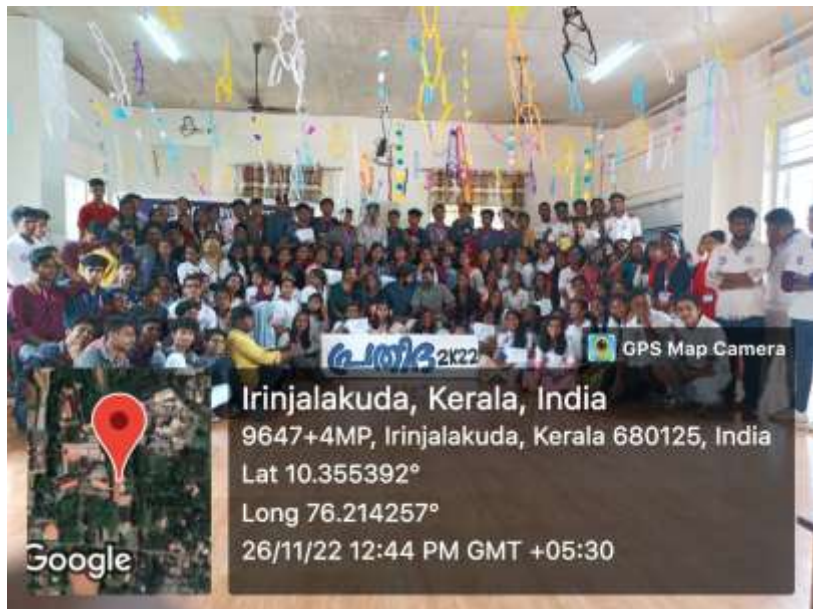 പ്രതിഭ 2K22
GPS Map Camera
Irinjalakuda, Kerala, India
9647+4MP, Irinjalakuda, Kerala 680125, India
Lat 10.355392°
Long 76.214257°
26/11/22 12:44 PM GMT +05:30
Google